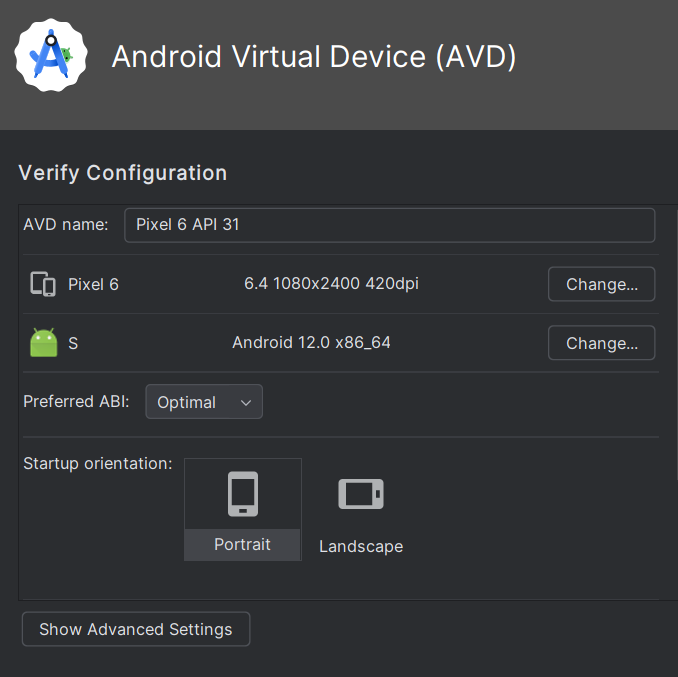 Android Virtual Device (AVD)
Verify Configuration
AVD name: Pixel 6 API 31
Pixel 6 6.4 1080x2400 420dpi Change...
S Android 12.0 x86_64 Change...
Preferred ABI: Optimal
Startup orientation:
Portrait Landscape
Show Advanced Settings